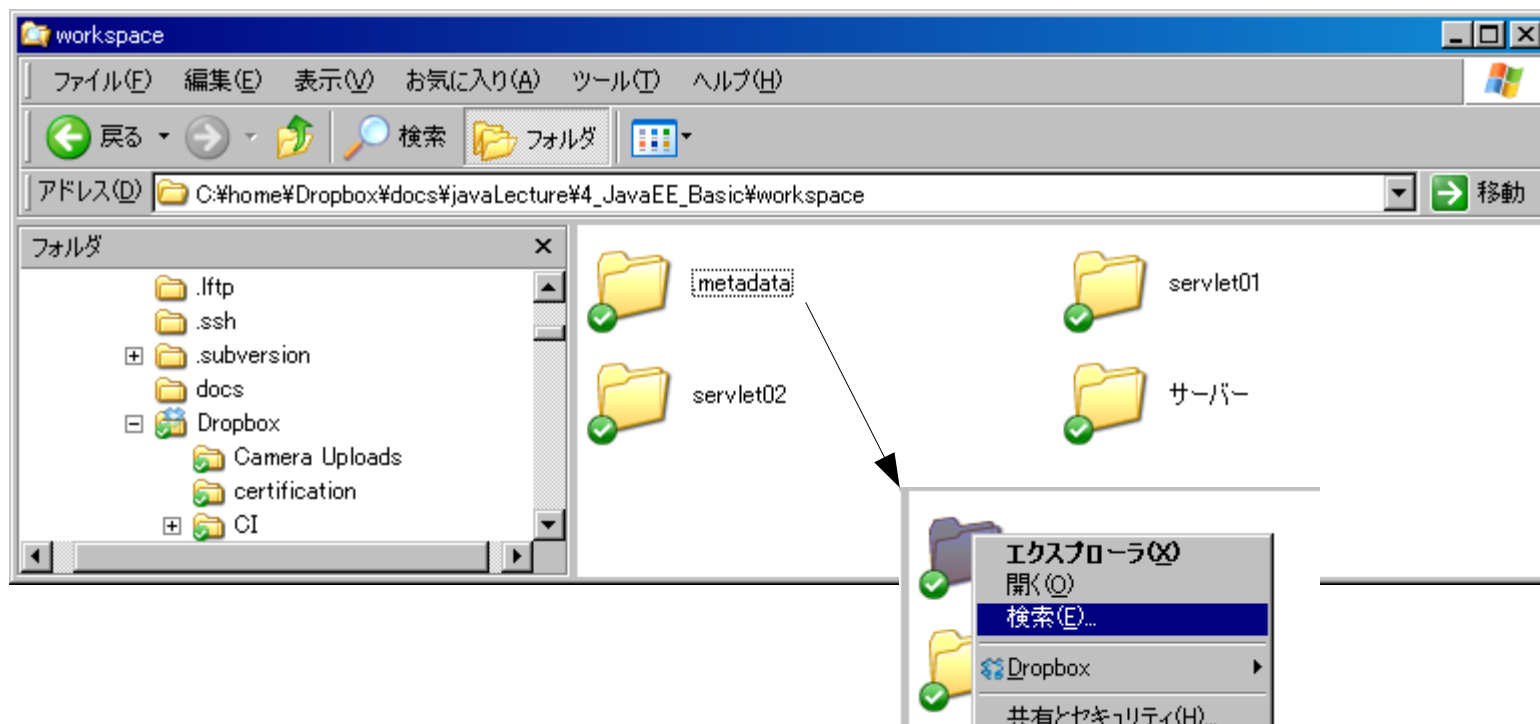 workspace
ファイル(F) 編集(E) 表示(V) お気に入り(A) ツール(T) ヘルプ(H)
戻る 検索 フォルダ
アドレス(D) C:¥home¥Dropbox¥docs¥javaLecture¥4_JavaEE_Basic¥workspace 移動
フォルダ
.lftp
.ssh
.subversion
docs
Dropbox
Camera Uploads
certification
CI
.metadata
servlet01
servlet02
サーバー
エクスプローラ(X)
開く(O)
検索(E)...
Dropbox
共有とセキュリティ(H)...